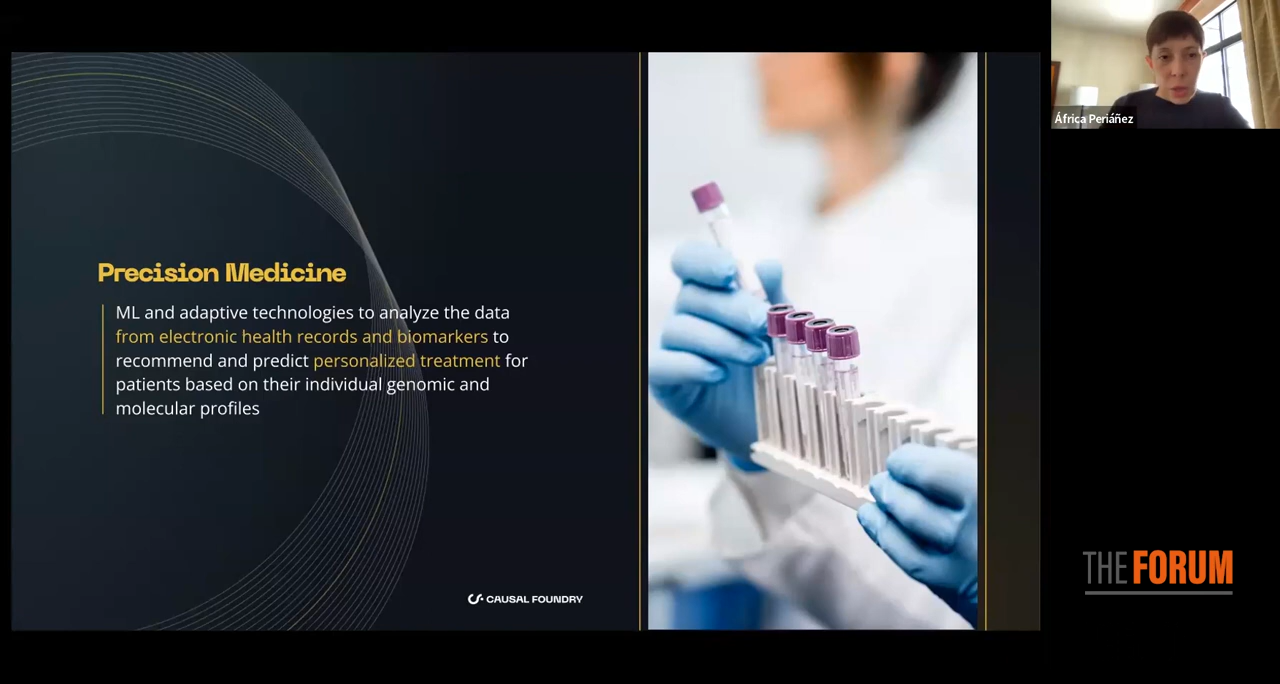 Precision Medicine
ML and adaptive technologies to analyze the data
from electronic health records and biomarkers to
recommend and predict personalized treatment for
patients based on their individual genomic and
molecular profiles
CAUSAL FOUNDRY
África Periáñez
THE FORUM